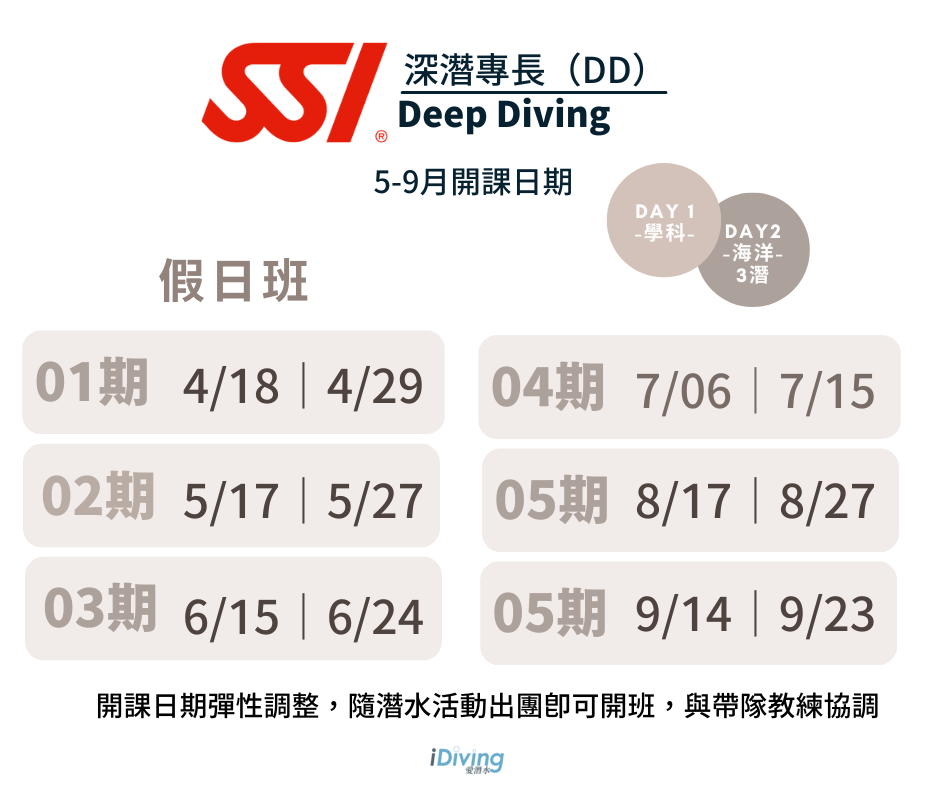 SSI®
深潛專長（DD）
Deep Diving
5-9月開課日期
DAY 1
-學科-
DAY2
-海洋-
3潛
假日班
01期 4/18｜4/29
02期 5/17｜5/27
03期 6/15｜6/24
04期 7/06｜7/15
05期 8/17｜8/27
05期 9/14｜9/23
開課日期彈性調整，隨潛水活動出團即可開班，與帶隊教練協調
iDiving
愛潛水